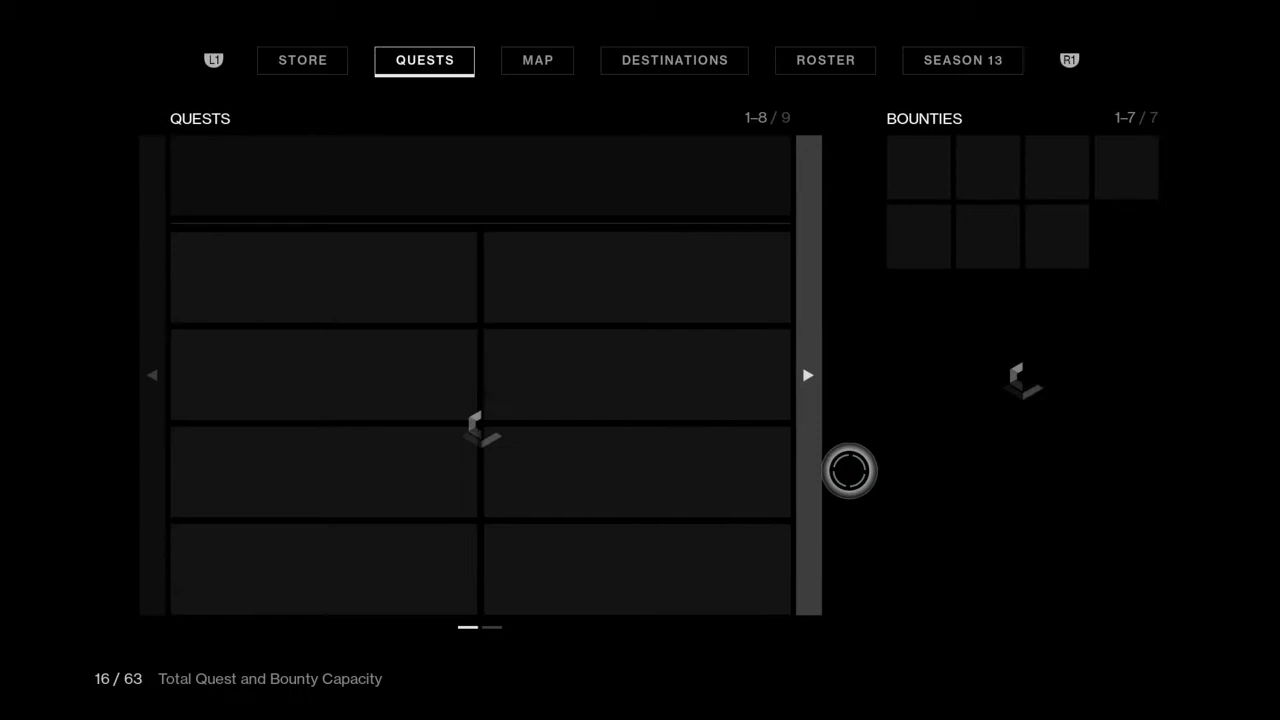 L1 STORE QUESTS MAP DESTINATIONS ROSTER SEASON 13 R1
QUESTS 1–8 / 9
BOUNTIES 1–7 / 7
16 / 63 Total Quest and Bounty Capacity